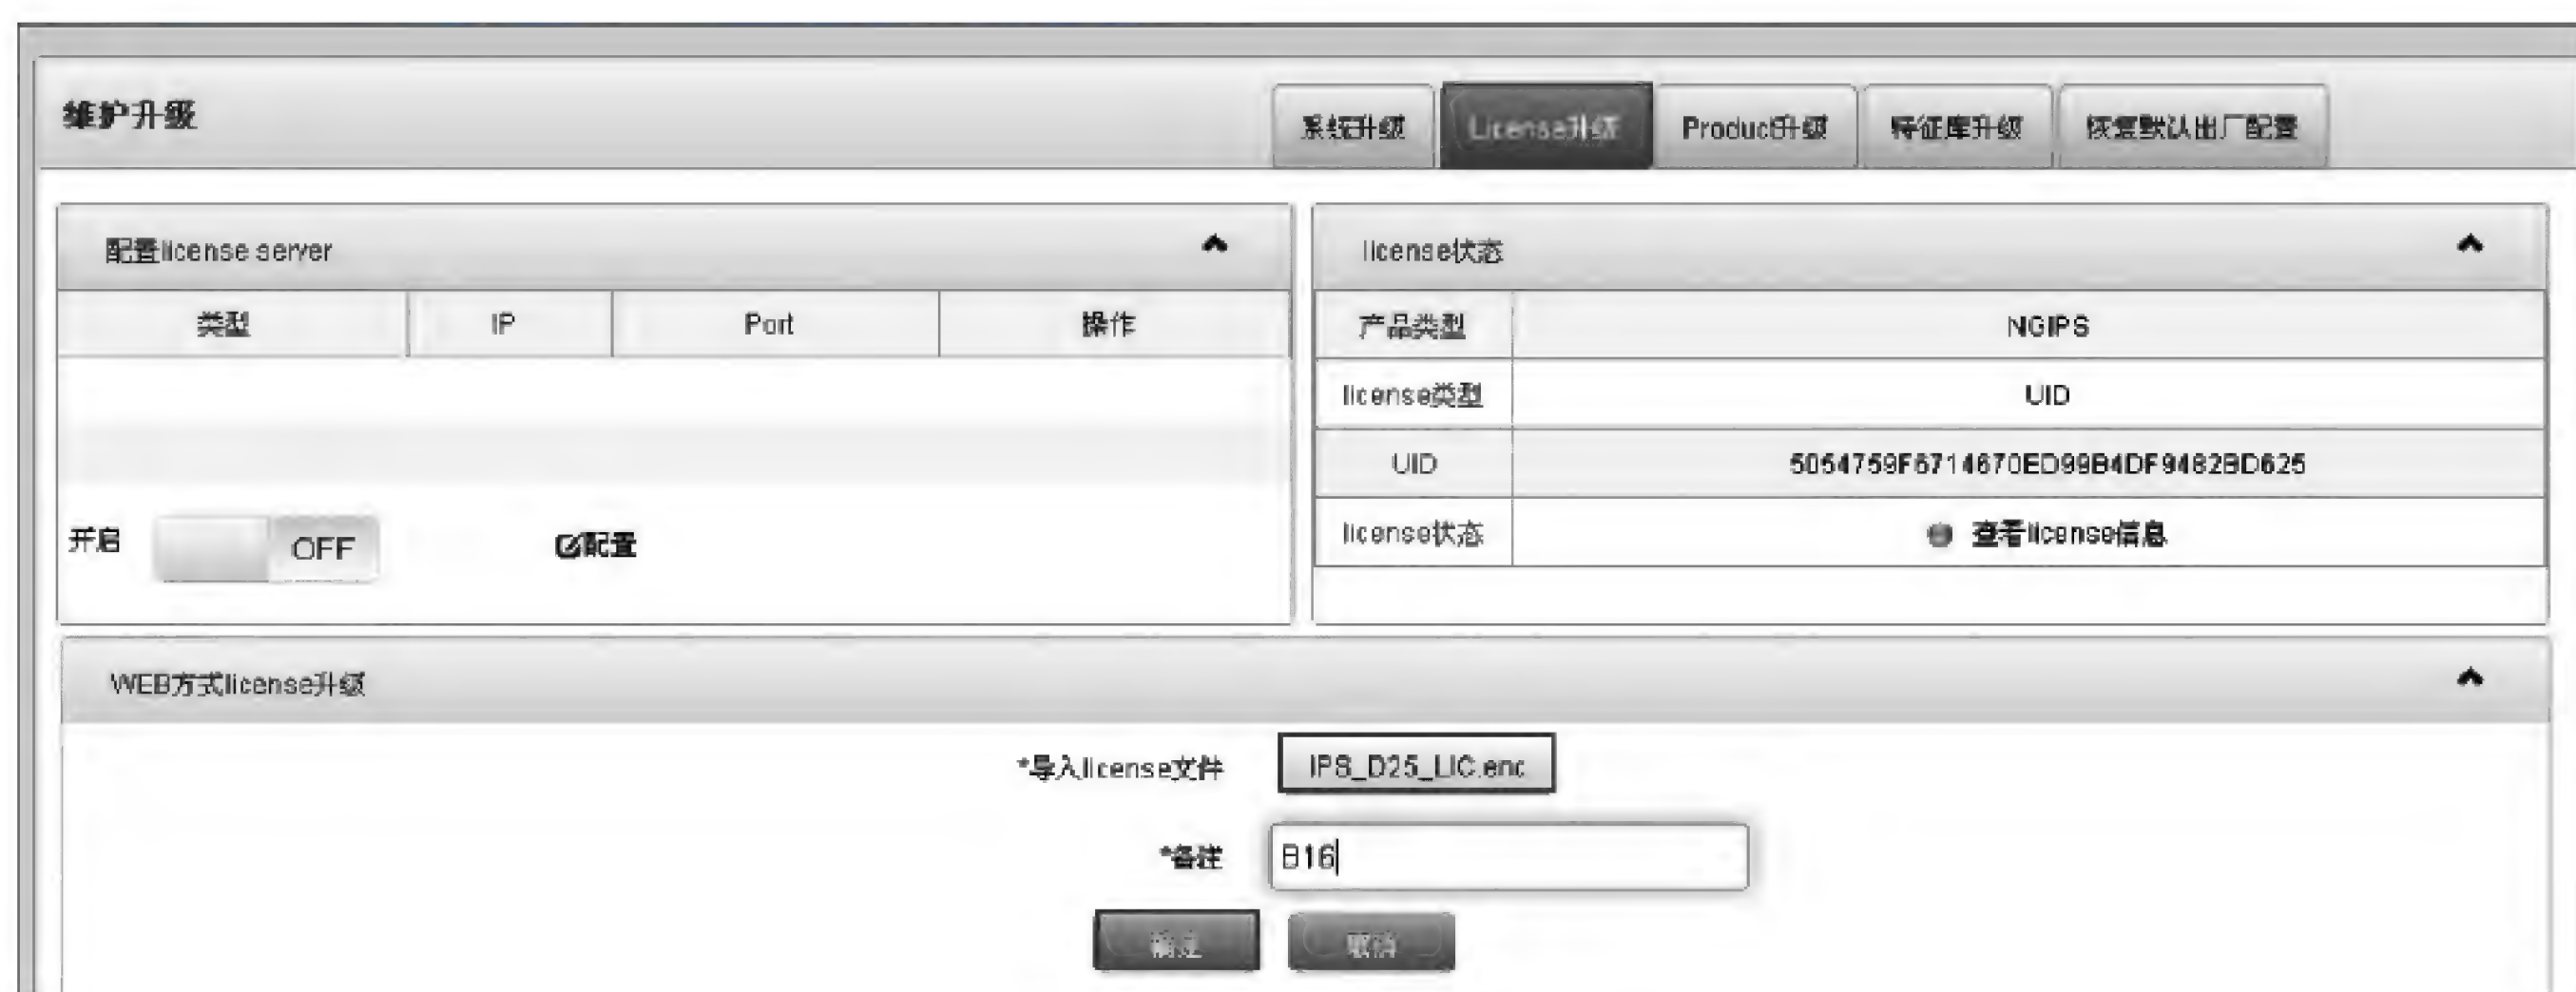 维护升级
系统升级 License升级 Product升级 特征库升级 恢复默认出厂配置
配置license server
类型 IP Port 操作
开启 OFF 配置
license状态
产品类型 NGIPS
license类型 UID
UID 5054759F6714670ED99B4DF9482BD625
license状态 查看license信息
WEB方式license升级
*导入license文件 IPS_D25_LIC.enc
*备注 B16
确定 取消